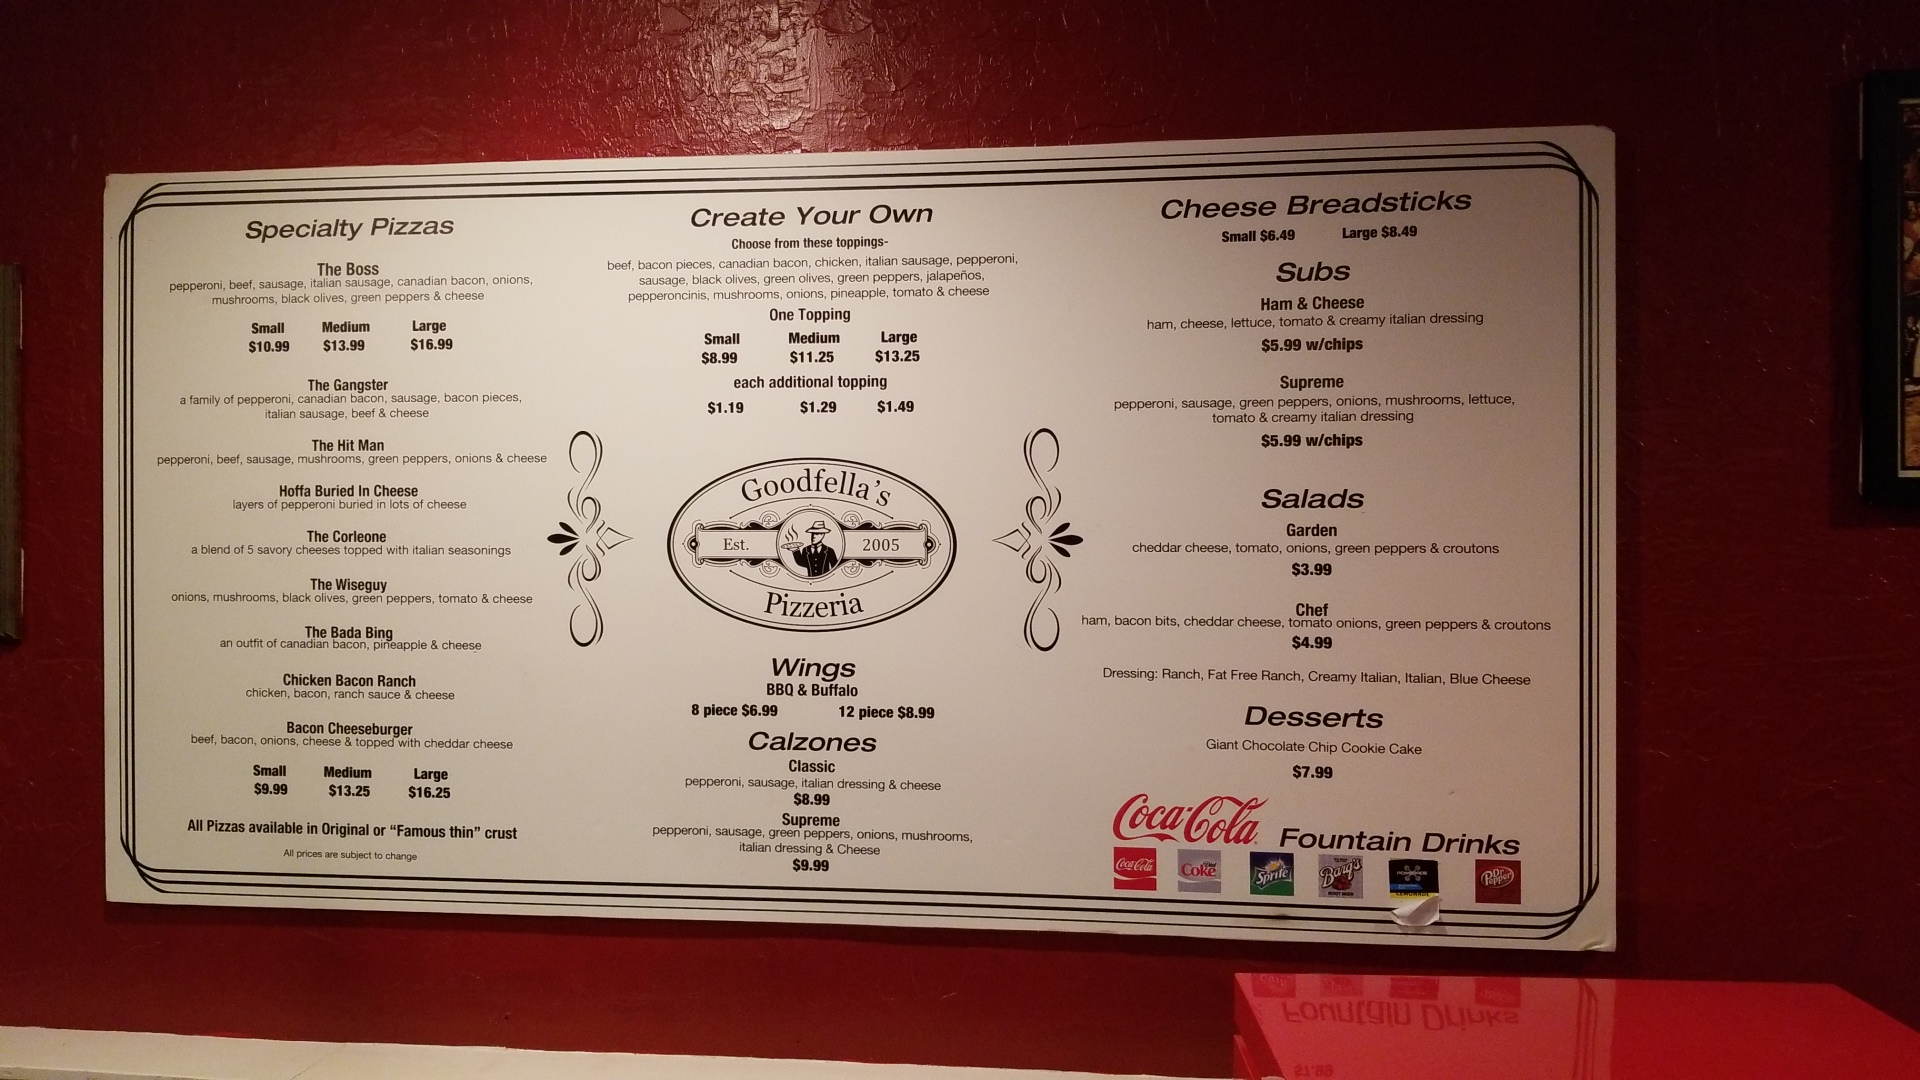 Specialty Pizzas
The Boss
pepperoni, beef, sausage, italian sausage, canadian bacon, onions,
mushrooms, black olives, green peppers & cheese
Small Medium Large
$10.99 $13.99 $16.99
The Gangster
a family of pepperoni, canadian bacon, sausage, bacon pieces,
italian sausage, beef & cheese
The Hit Man
pepperoni, beef, sausage, mushrooms, green peppers, onions & cheese
Hoffa Buried In Cheese
layers of pepperoni buried in lots of cheese
The Corleone
a blend of 5 savory cheeses topped with italian seasonings
The Wiseguy
onions, mushrooms, black olives, green peppers, tomato & cheese
The Bada Bing
an outfit of canadian bacon, pineapple & cheese
Chicken Bacon Ranch
chicken, bacon, ranch sauce & cheese
Bacon Cheeseburger
beef, bacon, onions, cheese & topped with cheddar cheese
Small Medium Large
$9.99 $13.25 $16.25
All Pizzas available in Original or “Famous thin” crust
All prices are subject to change
Create Your Own
Choose from these toppings-
beef, bacon pieces, canadian bacon, chicken, italian sausage, pepperoni,
sausage, black olives, green olives, green peppers, jalapeños,
pepperoncinis, mushrooms, onions, pineapple, tomato & cheese
One Topping
Small Medium Large
$8.99 $11.25 $13.25
each additional topping
$1.19 $1.29 $1.49
Goodfella's
Est. 2005
Pizzeria
Wings
BBQ & Buffalo
8 piece $6.99 12 piece $8.99
Calzones
Classic
pepperoni, sausage, italian dressing & cheese
$8.99
Supreme
pepperoni, sausage, green peppers, onions, mushrooms,
italian dressing & Cheese
$9.99
Cheese Breadsticks
Small $6.49 Large $8.49
Subs
Ham & Cheese
ham, cheese, lettuce, tomato & creamy italian dressing
$5.99 w/chips
Supreme
pepperoni, sausage, green peppers, onions, mushrooms, lettuce,
tomato & creamy italian dressing
$5.99 w/chips
Salads
Garden
cheddar cheese, tomato, onions, green peppers & croutons
$3.99
Chef
ham, bacon bits, cheddar cheese, tomato onions, green peppers & croutons
$4.99
Dressing: Ranch, Fat Free Ranch, Creamy Italian, Italian, Blue Cheese
Desserts
Giant Chocolate Chip Cookie Cake
$7.99
Coca-Cola Fountain Drinks
Coca-Cola
Diet Coke
Sprite
Barq's ROOT BEER
POWERADE
LEMONADE
Dr Pepper
Fountain Drinks
$7.99